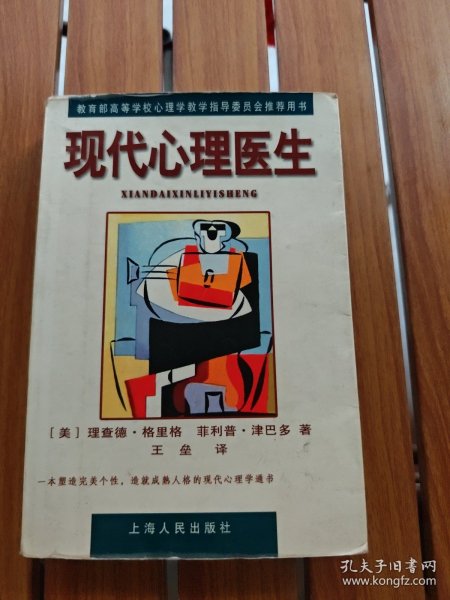 教育部高等学校心理学教学指导委员会推荐用书
现代心理医生
XIANDAIXINLIYISHENG
［美］理查德·格里格 菲利普·津巴多 著
王垒 译
一本塑造完美个性，造就成熟人格的现代心理学通书
上海人民出版社
孔夫子旧书网
www.kongfz.com